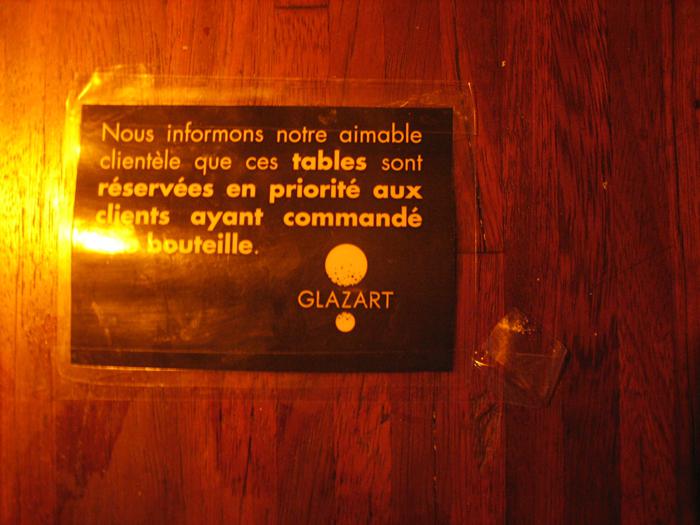 Nous informons notre aimable
clientèle que ces tables sont
réservées en priorité aux
clients ayant commandé
bouteille.
GLAZART